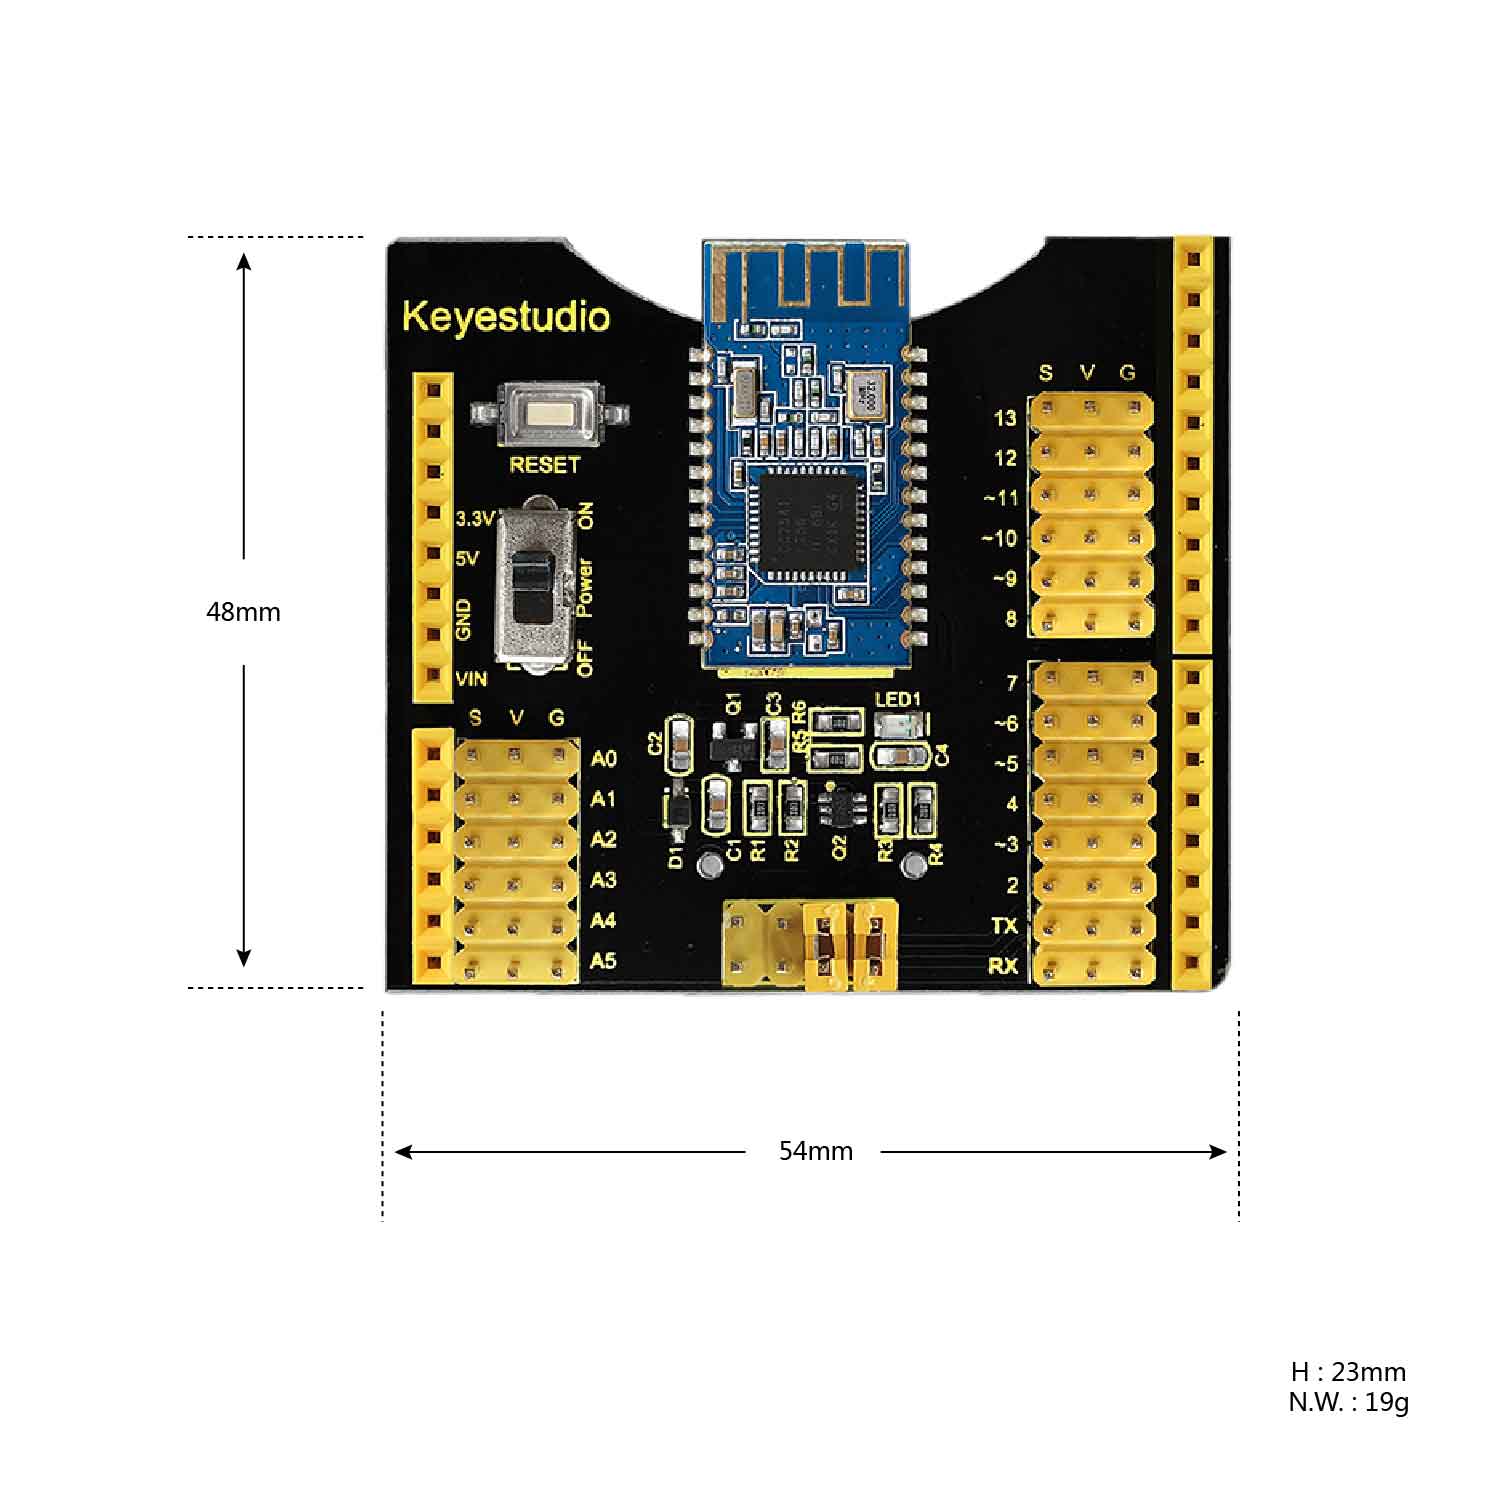 Keyestudio
RESET
3.3V
5V
GND
VIN
ON
Power
OFF
S V G
A0
A1
A2
A3
A4
A5
S V G
13
12
~11
~10
~9
8
7
~6
~5
4
~3
2
TX
RX
C2
Q1
C3
R6
R5
LED1
C4
D1
C1
R1
R2
Q2
R3
R4
48mm
54mm
H : 23mm
N.W. : 19g